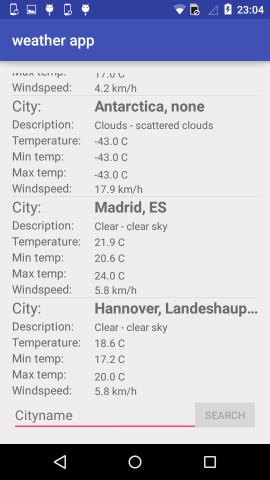 23:04
weather app
Max temp: 17.0 C
Windspeed: 4.2 km/h
City: Antarctica, none
Description: Clouds - scattered clouds
Temperature: -43.0 C
Min temp: -43.0 C
Max temp: -43.0 C
Windspeed: 17.9 km/h
City: Madrid, ES
Description: Clear - clear sky
Temperature: 21.9 C
Min temp: 20.6 C
Max temp: 24.0 C
Windspeed: 5.8 km/h
City: Hannover, Landeshaup...
Description: Clear - clear sky
Temperature: 18.6 C
Min temp: 17.2 C
Max temp: 20.0 C
Windspeed: 5.8 km/h
Cityname SEARCH